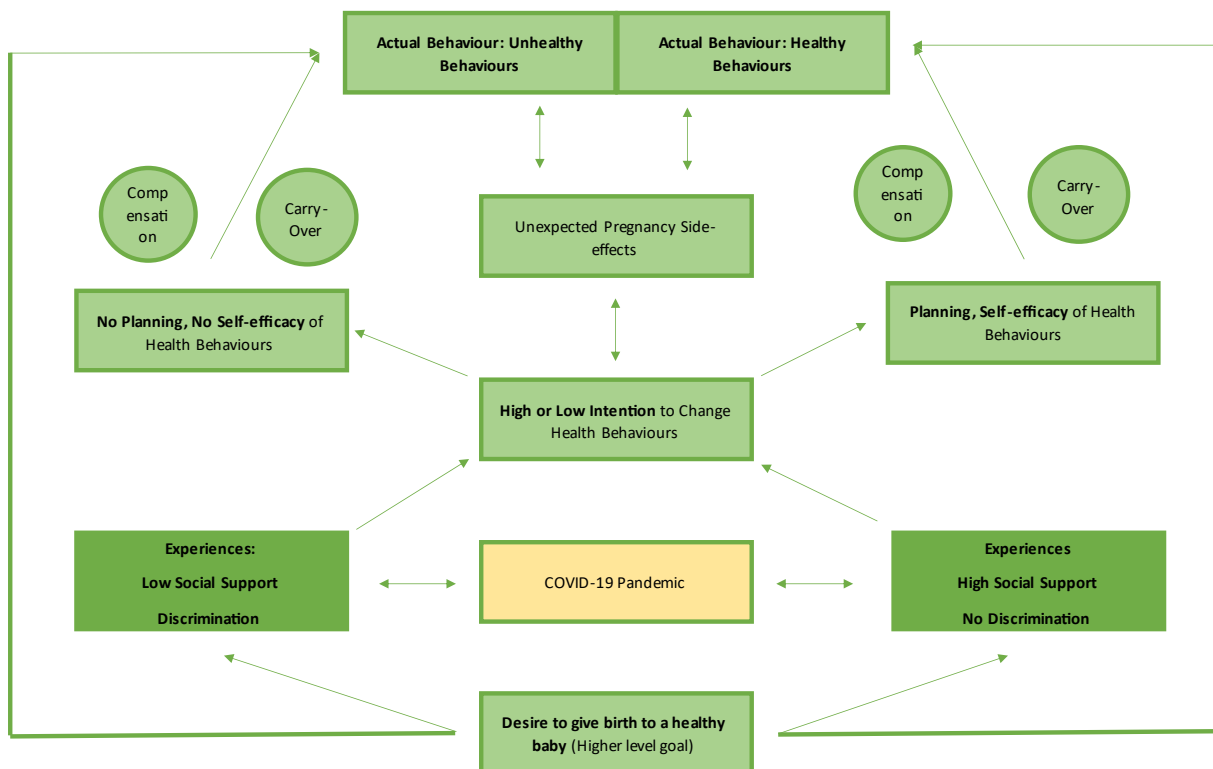 Actual Behaviour: Unhealthy
Behaviours
Actual Behaviour: Healthy
Behaviours
Comp
ensati
on
Carry-
Over
Comp
ensati
on
Carry-
Over
Unexpected Pregnancy Side-
effects
No Planning, No Self-efficacy of
Health Behaviours
Planning, Self-efficacy of Health
Behaviours
High or Low Intention to Change
Health Behaviours
Experiences:
Low Social Support
Discrimination
COVID-19 Pandemic
Experiences
High Social Support
No Discrimination
Desire to give birth to a healthy
baby (Higher level goal)